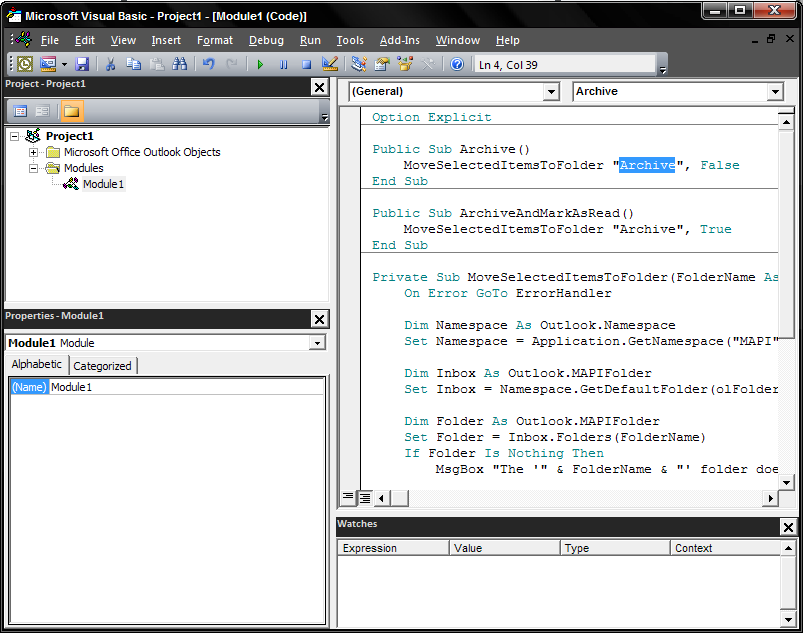 Microsoft Visual Basic - Project1 - [Module1 (Code)]
File Edit View Insert Format Debug Run Tools Add-Ins Window Help
Ln 4, Col 39
Project - Project1
Project1
Microsoft Office Outlook Objects
Modules
Module1
Properties - Module1
Module1 Module
Alphabetic Categorized
(Name) Module1
(General) Archive
Option Explicit
Public Sub Archive()
MoveSelectedItemsToFolder "Archive", False
End Sub
Public Sub ArchiveAndMarkAsRead()
MoveSelectedItemsToFolder "Archive", True
End Sub
Private Sub MoveSelectedItemsToFolder(FolderName As
On Error GoTo ErrorHandler
Dim Namespace As Outlook.Namespace
Set Namespace = Application.GetNamespace("MAPI"
Dim Inbox As Outlook.MAPIFolder
Set Inbox = Namespace.GetDefaultFolder(olFolder
Dim Folder As Outlook.MAPIFolder
Set Folder = Inbox.Folders(FolderName)
If Folder Is Nothing Then
MsgBox "The '" & FolderName & "' folder doe
Watches
Expression Value Type Context